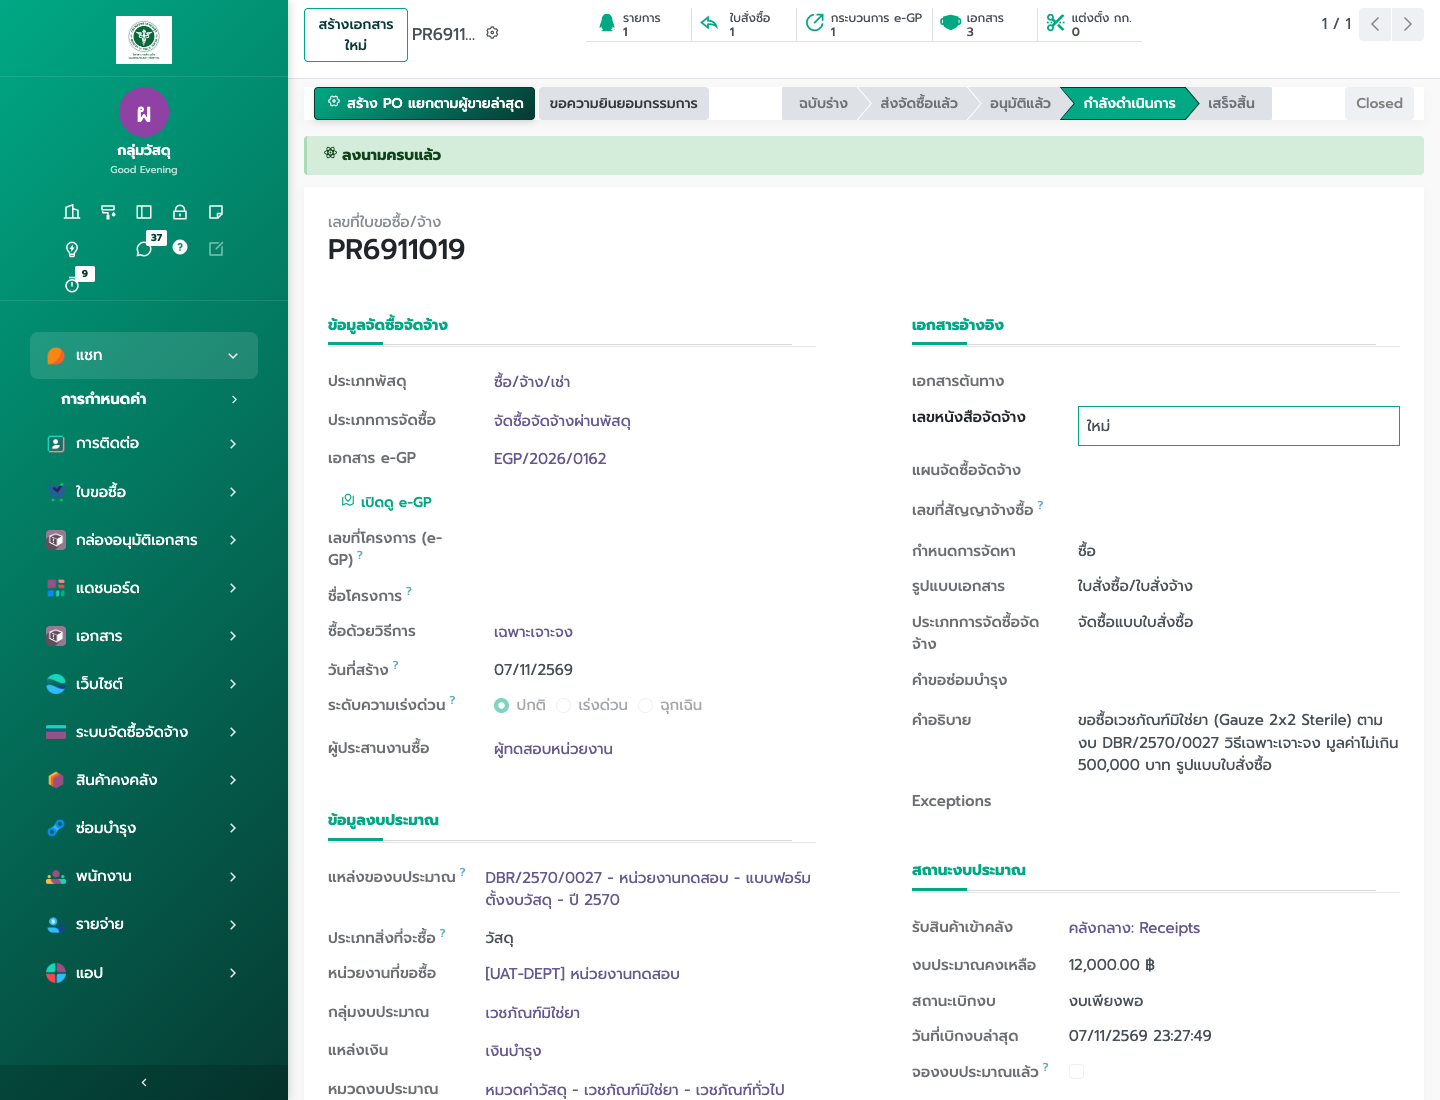 ผ
กลุ่มวัสดุ
Good Evening
37
?
9
แชท
การกำหนดค่า
การติดต่อ
ใบขอซื้อ
กล่องอนุมัติเอกสาร
แดชบอร์ด
เอกสาร
เว็บไซต์
ระบบจัดซื้อจัดจ้าง
สินค้าคงคลัง
ซ่อมบำรุง
พนักงาน
รายจ่าย
แอป
สร้างเอกสาร
ใหม่
PR6911...
รายการ
1
ใบสั่งซื้อ
1
กระบวนการ e-GP
1
เอกสาร
3
แต่งตั้ง กก.
0
1 / 1
สร้าง PO แยกตามผู้ขายล่าสุด
ขอความยินยอมกรรมการ
ฉบับร่าง
ส่งจัดซื้อแล้ว
อนุมัติแล้ว
กำลังดำเนินการ
เสร็จสิ้น
Closed
ลงนามครบแล้ว
เลขที่ใบขอซื้อ/จ้าง
PR6911019
ข้อมูลจัดซื้อจัดจ้าง
ประเภทพัสดุ ซื้อ/จ้าง/เช่า
ประเภทการจัดซื้อ จัดซื้อจัดจ้างผ่านพัสดุ
เอกสาร e-GP EGP/2026/0162
เปิดดู e-GP
เลขที่โครงการ (e-
GP) ?
ชื่อโครงการ ?
ซื้อด้วยวิธีการ เฉพาะเจาะจง
วันที่สร้าง ? 07/11/2569
ระดับความเร่งด่วน ? ปกติ เร่งด่วน ฉุกเฉิน
ผู้ประสานงานซื้อ ผู้ทดสอบหน่วยงาน
ข้อมูลงบประมาณ
แหล่งของบประมาณ ? DBR/2570/0027 - หน่วยงานทดสอบ - แบบฟอร์ม
ตั้งงบวัสดุ - ปี 2570
ประเภทสิ่งที่จะซื้อ ? วัสดุ
หน่วยงานที่ขอซื้อ [UAT-DEPT] หน่วยงานทดสอบ
กลุ่มงบประมาณ เวชภัณฑ์มิใช่ยา
แหล่งเงิน เงินบำรุง
หมวดงบประมาณ หมวดค่าวัสดุ - เวชภัณฑ์มิใช่ยา - เวชภัณฑ์ทั่วไป
เอกสารอ้างอิง
เอกสารต้นทาง
เลขหนังสือจัดจ้าง ใหม่
แผนจัดซื้อจัดจ้าง
เลขที่สัญญาจ้างซื้อ ?
กำหนดการจัดหา ซื้อ
รูปแบบเอกสาร ใบสั่งซื้อ/ใบสั่งจ้าง
ประเภทการจัดซื้อจัด จัดซื้อแบบใบสั่งซื้อ
จ้าง
คำขอซ่อมบำรุง
คำอธิบาย ขอซื้อเวชภัณฑ์มิใช่ยา (Gauze 2x2 Sterile) ตาม
งบ DBR/2570/0027 วิธีเฉพาะเจาะจง มูลค่าไม่เกิน
500,000 บาท รูปแบบใบสั่งซื้อ
Exceptions
สถานะงบประมาณ
รับสินค้าเข้าคลัง คลังกลาง: Receipts
งบประมาณคงเหลือ 12,000.00 ฿
สถานะเบิกงบ งบเพียงพอ
วันที่เบิกงบล่าสุด 07/11/2569 23:27:49
จองงบประมาณแล้ว ?